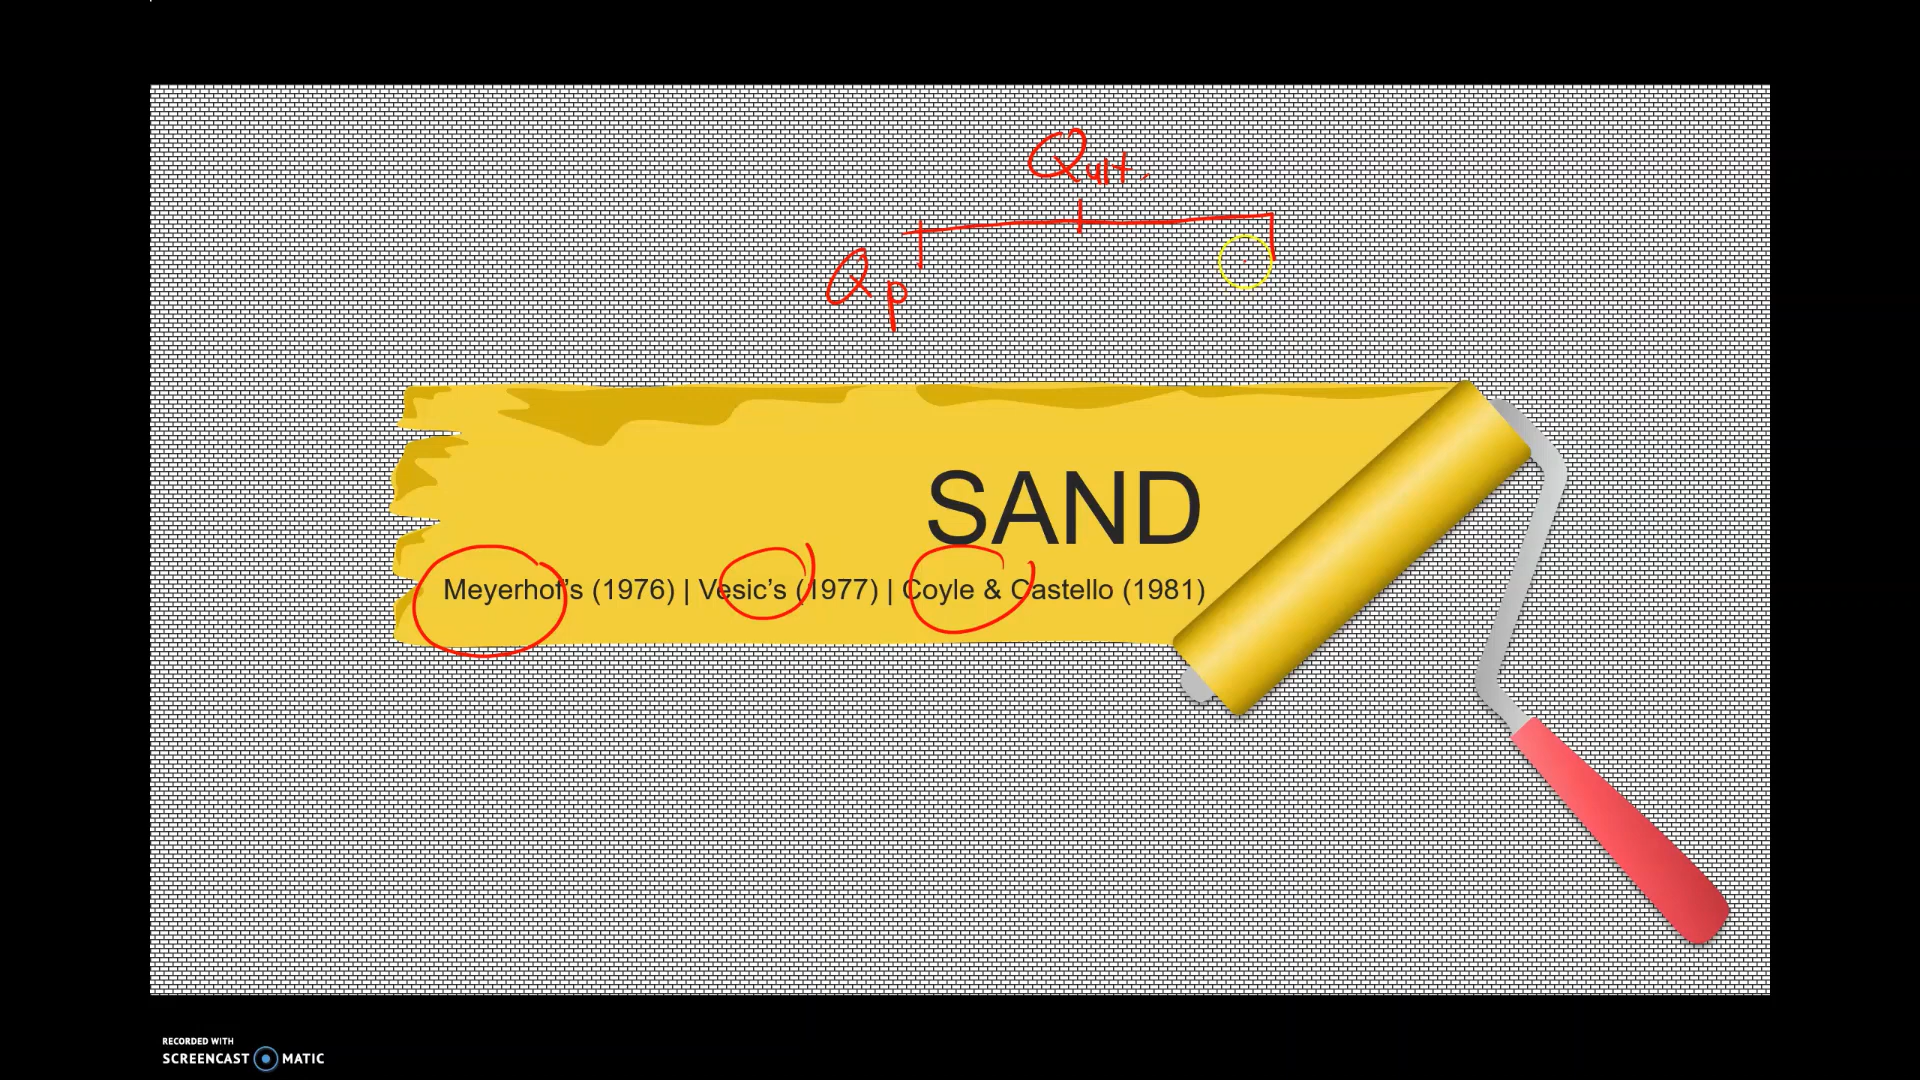 Qult.
Qp
SAND
Meyerhof's (1976) | Vesic's (1977) | Coyle & Castello (1981)
RECORDED WITH
SCREENCAST MATIC